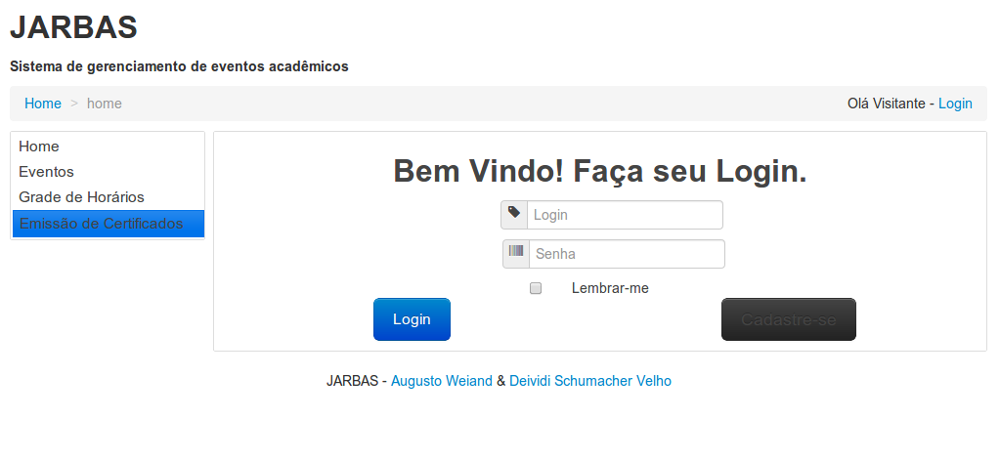 JARBAS
Sistema de gerenciamento de eventos acadêmicos
Home > home
Olá Visitante - Login
Home
Eventos
Grade de Horários
Emissão de Certificados
Bem Vindo! Faça seu Login.
Login
Senha
Lembrar-me
Login
Cadastre-se
JARBAS - Augusto Weiand & Deividi Schumacher Velho